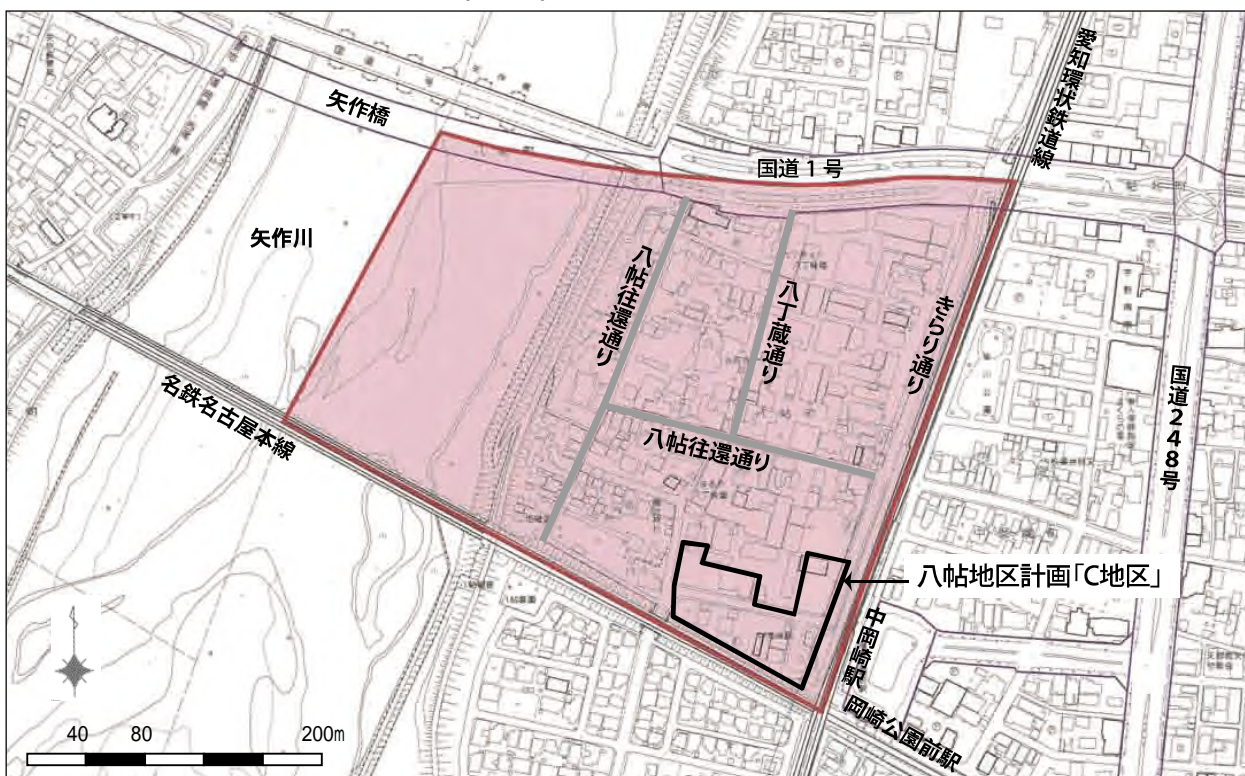 矢作橋
国道1号
愛知環状鉄道線
矢作川
八帖往還通り
八丁蔵通り
きらり通り
国道248号
名鉄名古屋本線
八帖往還通り
八帖地区計画「C地区」
中岡崎駅
岡崎公園前駅
40 80 200m